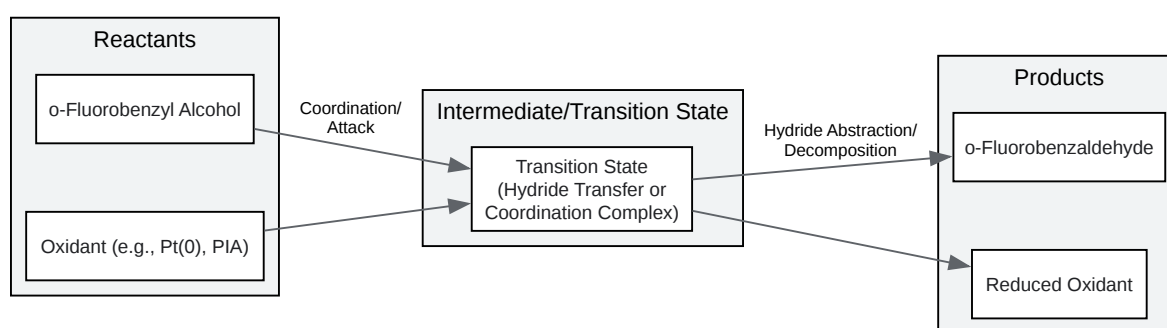 Reactants
o-Fluorobenzyl Alcohol
Oxidant (e.g., Pt(0), PIA)
Coordination/
Attack
Intermediate/Transition State
Transition State
(Hydride Transfer or
Coordination Complex)
Hydride Abstraction/
Decomposition
Products
o-Fluorobenzaldehyde
Reduced Oxidant